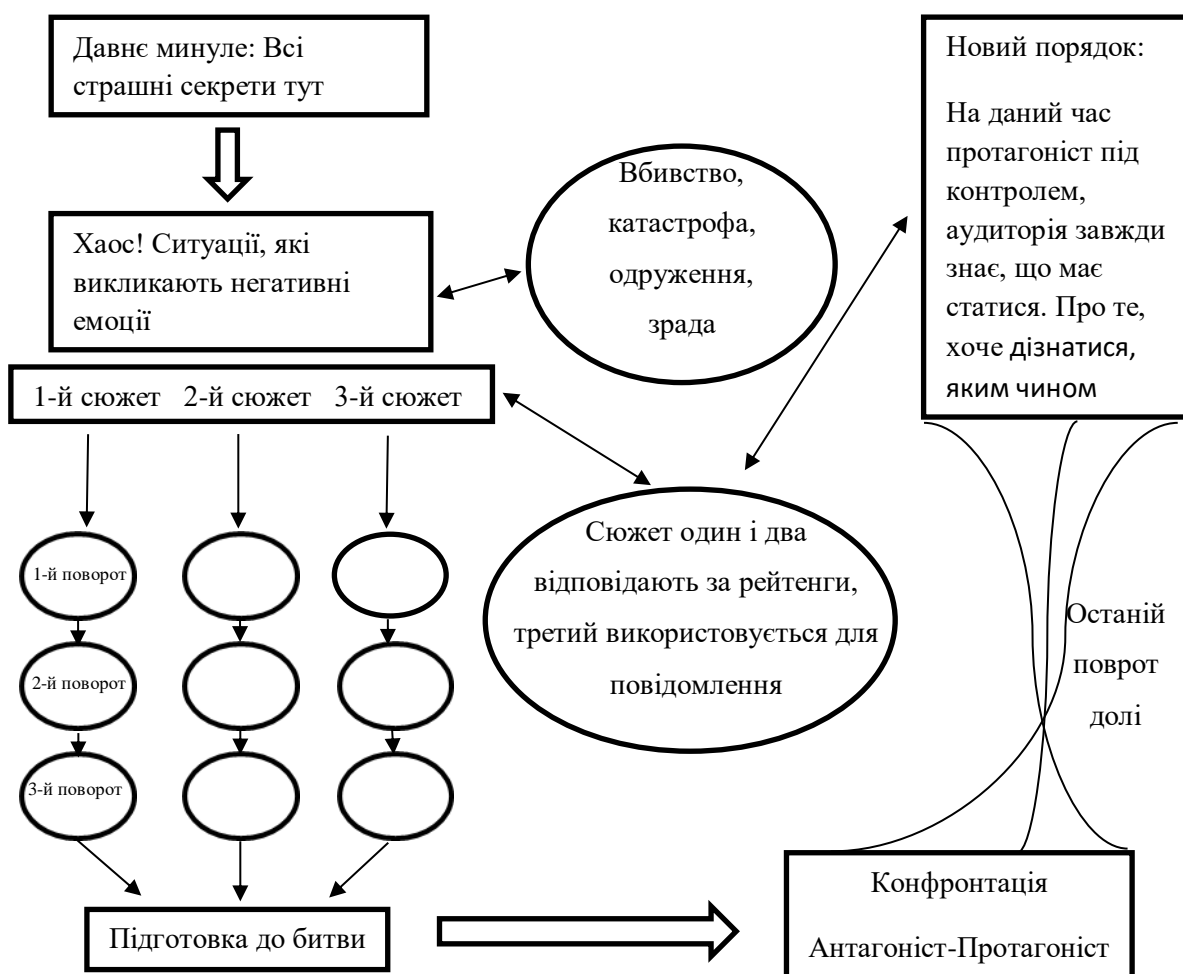 Давнє минуле: Всі
страшні секрети тут
Хаос! Ситуації, які
викликають негативні
емоції
Вбивство,
катастрофа,
одруження,
зрада
Новий порядок:
На даний час
протагоніст під
контролем,
аудиторія завжди
знає, що має
статися. Про те,
хоче дізнатися,
яким чином
1-й сюжет 2-й сюжет 3-й сюжет
Сюжет один і два
відповідають за рейтенги,
третий використовується для
повідомлення
1-й поворот
2-й поворот
3-й поворот
Останій
поврот
долі
Підготовка до битви
Конфронтація
Антагоніст-Протагоніст